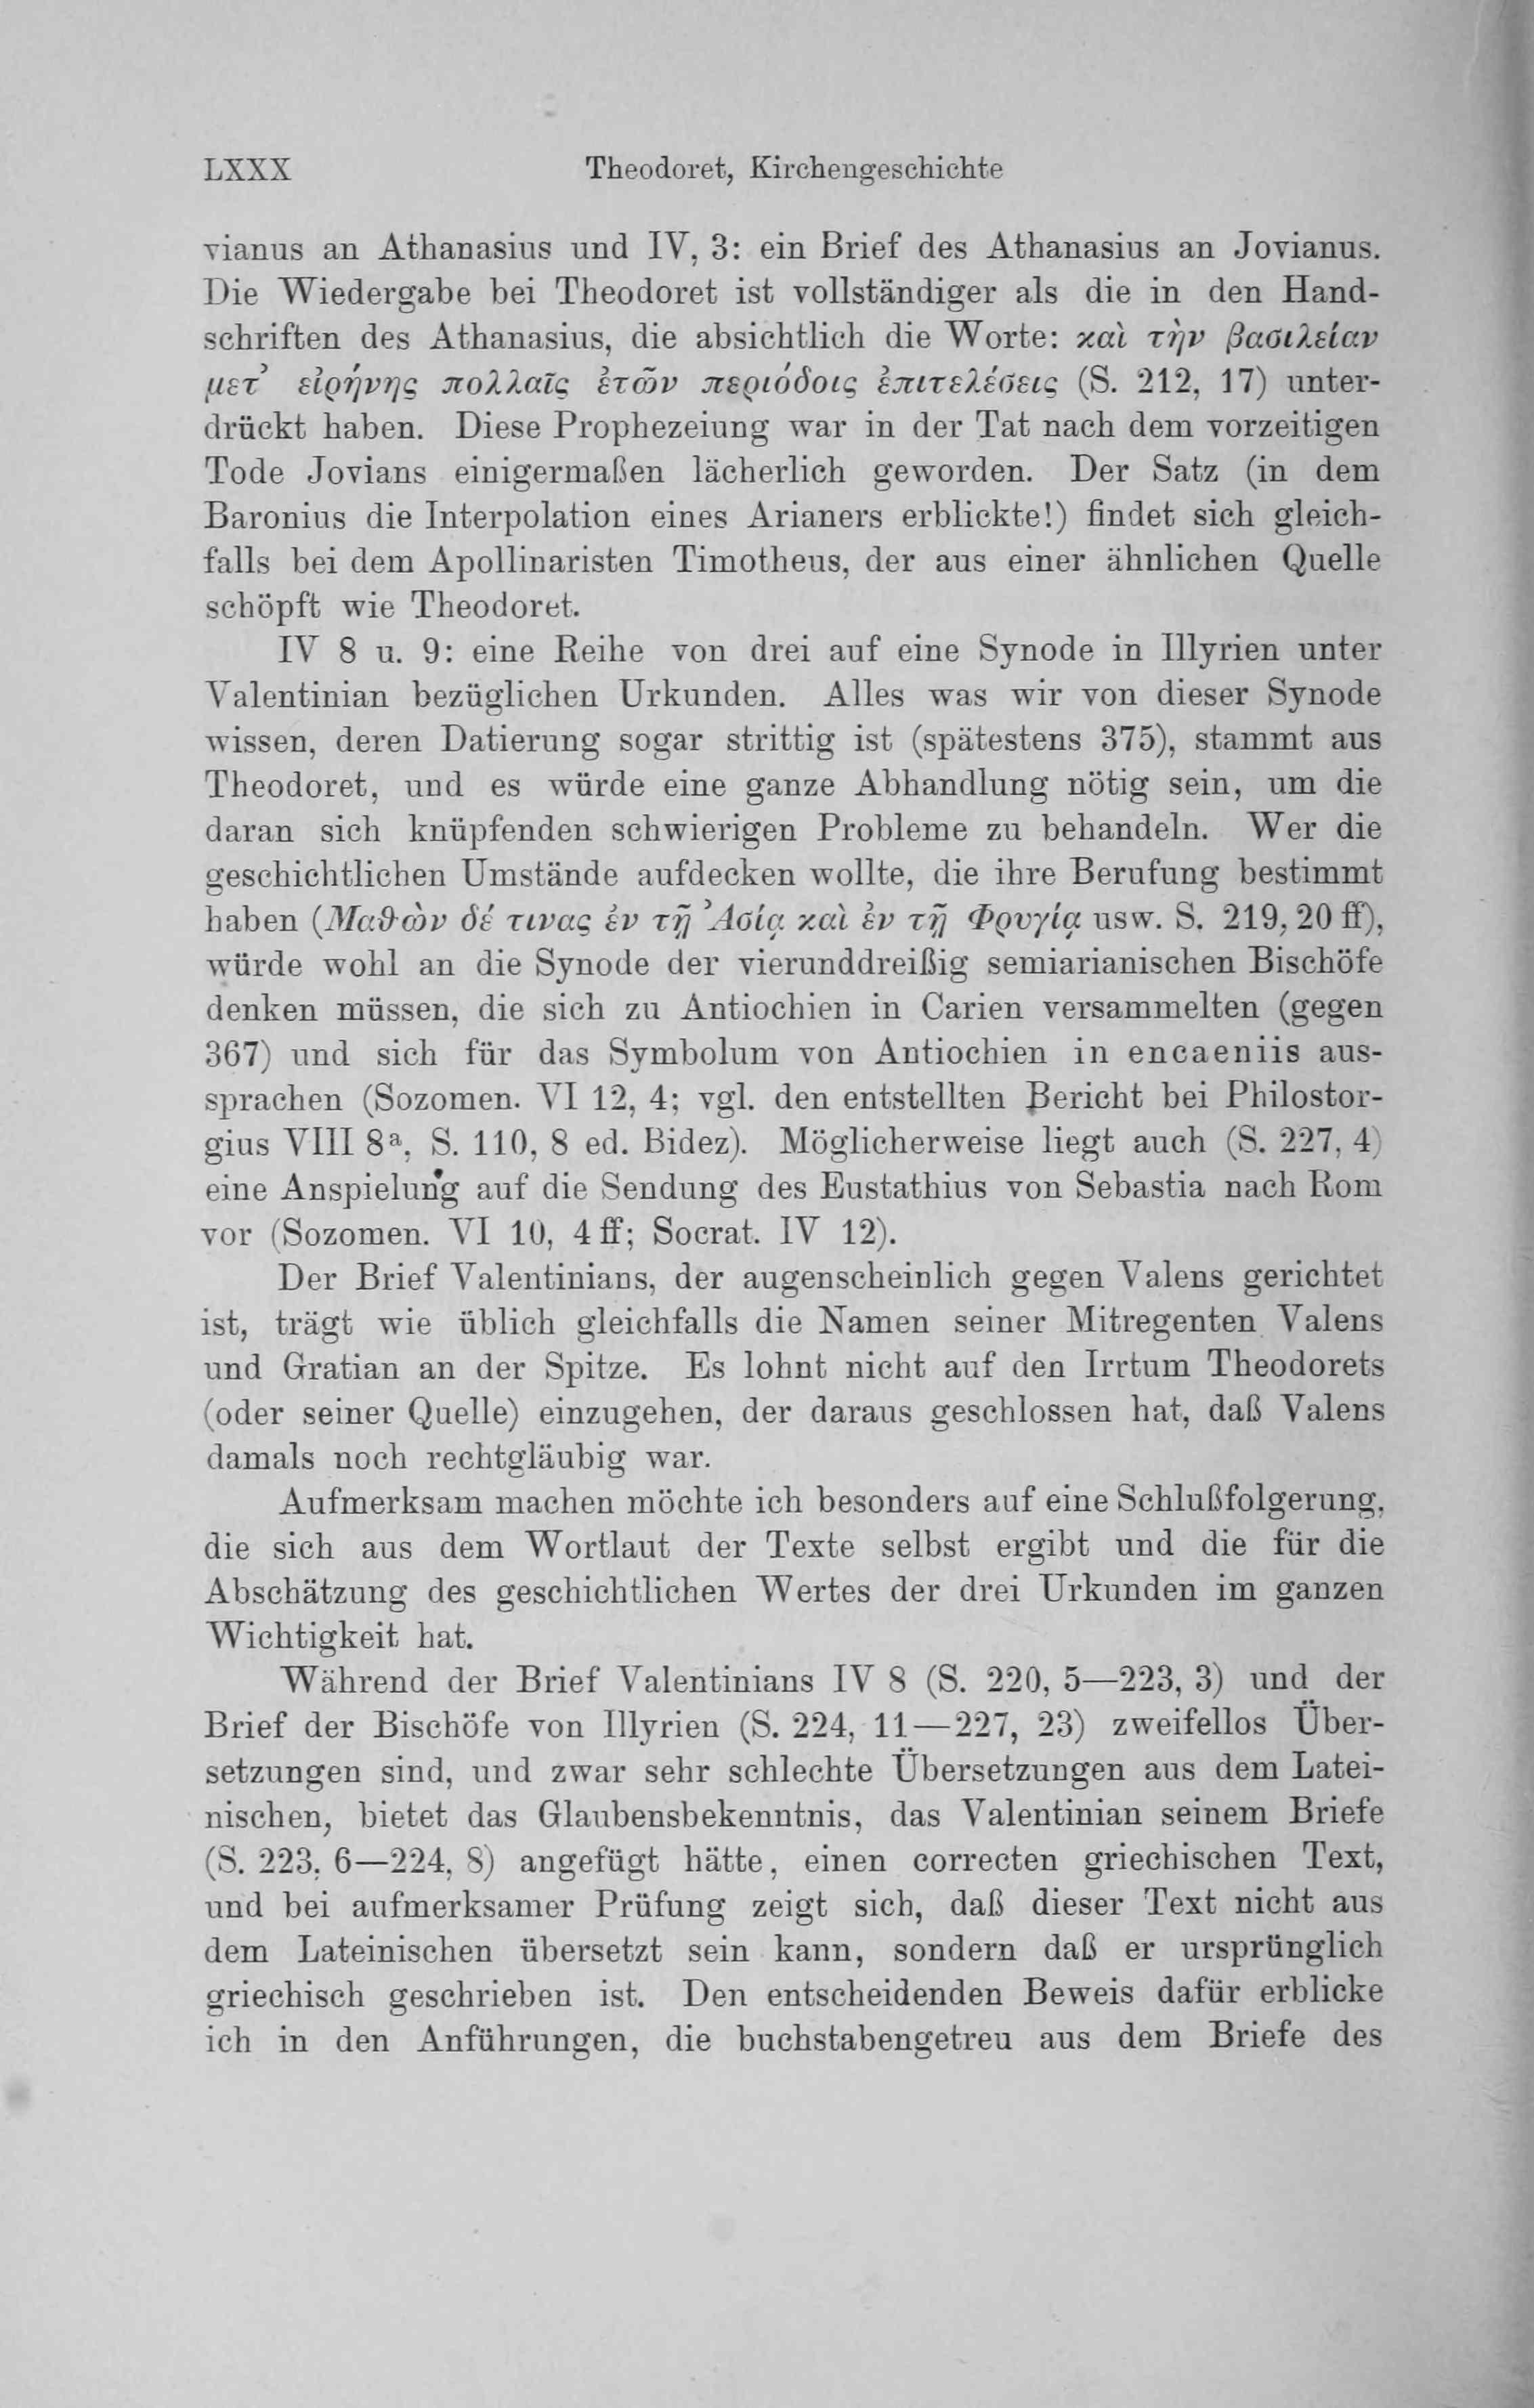 LXXX Theodoret, Kirchengeschichte
vianus an Athanasius und IV, 3: ein Brief des Athanasius an Jovianus.
Die Wiedergabe bei Theodoret ist vollständiger als die in den Hand-
schriften des Athanasius, die absichtlich die Worte: καὶ τὴν βασιλείαν
μετ’ εἰρήνης πολλαῖς ἐτῶν περιόδοις ἐπιτελέσεις (S. 212, 17) unter-
drückt haben. Diese Prophezeiung war in der Tat nach dem vorzeitigen
Tode Jovians einigermaßen lächerlich geworden. Der Satz (in dem
Baronius die Interpolation eines Arianers erblickte!) findet sich gleich-
falls bei dem Apollinaristen Timotheus, der aus einer ähnlichen Quelle
schöpft wie Theodoret.
IV 8 u. 9: eine Reihe von drei auf eine Synode in Illyrien unter
Valentinian bezüglichen Urkunden. Alles was wir von dieser Synode
wissen, deren Datierung sogar strittig ist (spätestens 375), stammt aus
Theodoret, und es würde eine ganze Abhandlung nötig sein, um die
daran sich knüpfenden schwierigen Probleme zu behandeln. Wer die
geschichtlichen Umstände aufdecken wollte, die ihre Berufung bestimmt
haben (Μαθὼν δέ τινας ἐν τῇ Ἀσίᾳ καὶ ἐν τῇ Φρυγίᾳ usw. S. 219, 20 ff),
würde wohl an die Synode der vierunddreißig semiarianischen Bischöfe
denken müssen, die sich zu Antiochien in Carien versammelten (gegen
367) und sich für das Symbolum von Antiochien in encaeniis aus-
sprachen (Sozomen. VI 12, 4; vgl. den entstellten Bericht bei Philostor-
gius VIII 8ª, S. 110, 8 ed. Bidez). Möglicherweise liegt auch (S. 227, 4)
eine Anspielung auf die Sendung des Eustathius von Sebastia nach Rom
vor (Sozomen. VI 10, 4 ff; Socrat. IV 12).
Der Brief Valentinians, der augenscheinlich gegen Valens gerichtet
ist, trägt wie üblich gleichfalls die Namen seiner Mitregenten Valens
und Gratian an der Spitze. Es lohnt nicht auf den Irrtum Theodorets
(oder seiner Quelle) einzugehen, der daraus geschlossen hat, daß Valens
damals noch rechtgläubig war.
Aufmerksam machen möchte ich besonders auf eine Schlußfolgerung,
die sich aus dem Wortlaut der Texte selbst ergibt und die für die
Abschätzung des geschichtlichen Wertes der drei Urkunden im ganzen
Wichtigkeit hat.
Während der Brief Valentinians IV 8 (S. 220, 5—223, 3) und der
Brief der Bischöfe von Illyrien (S. 224, 11—227, 23) zweifellos Über-
setzungen sind, und zwar sehr schlechte Übersetzungen aus dem Latei-
nischen, bietet das Glaubensbekenntnis, das Valentinian seinem Briefe
(S. 223, 6—224, 8) angefügt hätte, einen correcten griechischen Text,
und bei aufmerksamer Prüfung zeigt sich, daß dieser Text nicht aus
dem Lateinischen übersetzt sein kann, sondern daß er ursprünglich
griechisch geschrieben ist. Den entscheidenden Beweis dafür erblicke
ich in den Anführungen, die buchstabengetreu aus dem Briefe des